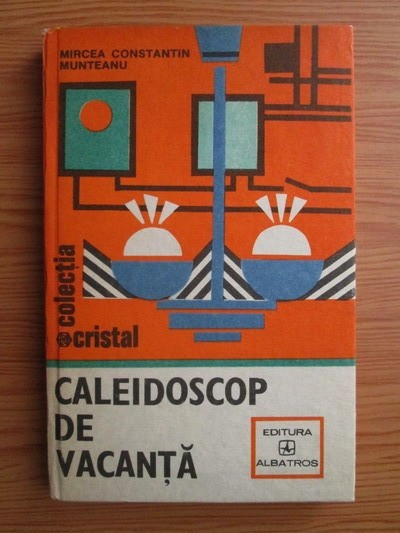 MIRCEA CONSTANTIN
MUNTEANU
colecția
cristal
CALEIDOSCOP
DE
VACANȚĂ
EDITURA
ALBATROS